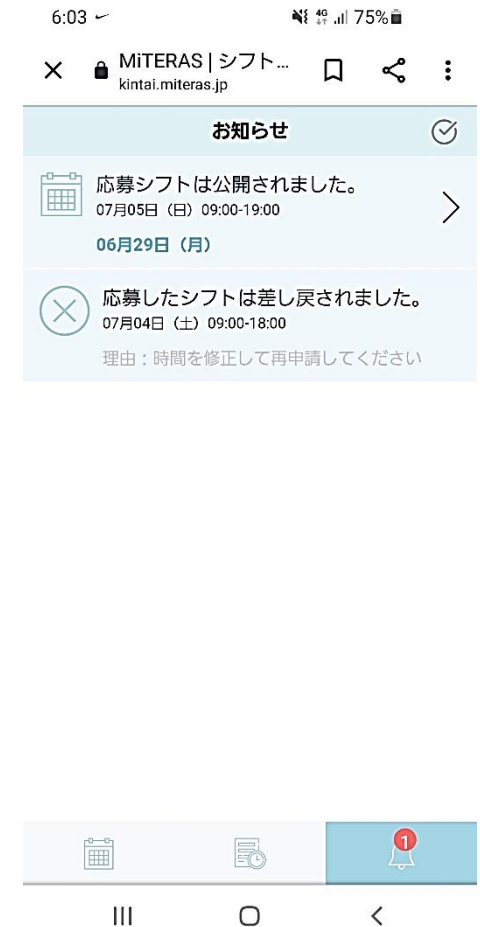 6:03
4G
75%
MiTERAS | シフト...
kintai.miteras.jp
お知らせ
応募シフトは公開されました。
07月05日（日）09:00-19:00
06月29日（月）
応募したシフトは差し戻されました。
07月04日（土）09:00-18:00
理由：時間を修正して再申請してください
1